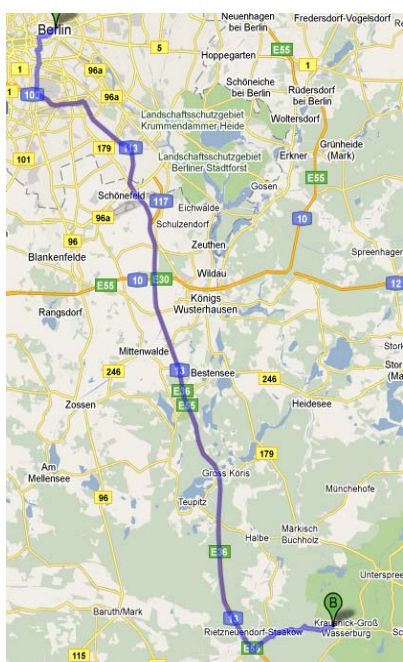 Neuenhagen
bei Berlin
Fredersdorf-Vogelsdorf
Berlin
5
E55
Hoppegarten
1
1
96a
Schöneiche
bei Berlin
Rüdersdorf
bei Berlin
1
96a
Landschaftsschutzgebiet
Krummendammer Heide
Woltersdorf
179
113
Grünheide
(Mark)
101
Landschaftsschutzgebiet
Berliner Stadtforst
Erkner
E55
Schönefeld
Gosen
117
Eichwalde
96a
Schulzendorf
10
96
Zeuthen
Spreenhagen
Blankenfelde
E55
10
E30
Wildau
12
Rangsdorf
Königs
Wusterhausen
Mittenwalde
Stork
246
13
Bestensee
246
Stor
(Ma
E36
E55
Zossen
Heidesee
179
Am
Mellensee
Groß Köris
Münchehofe
96
Teupitz
Märkisch
Buchholz
Halbe
E36
B
Unterspree
Baruth/Mark
13
Krausnick-Groß
Wasserburg
Rietzneuendorf-Staakow
E55
115